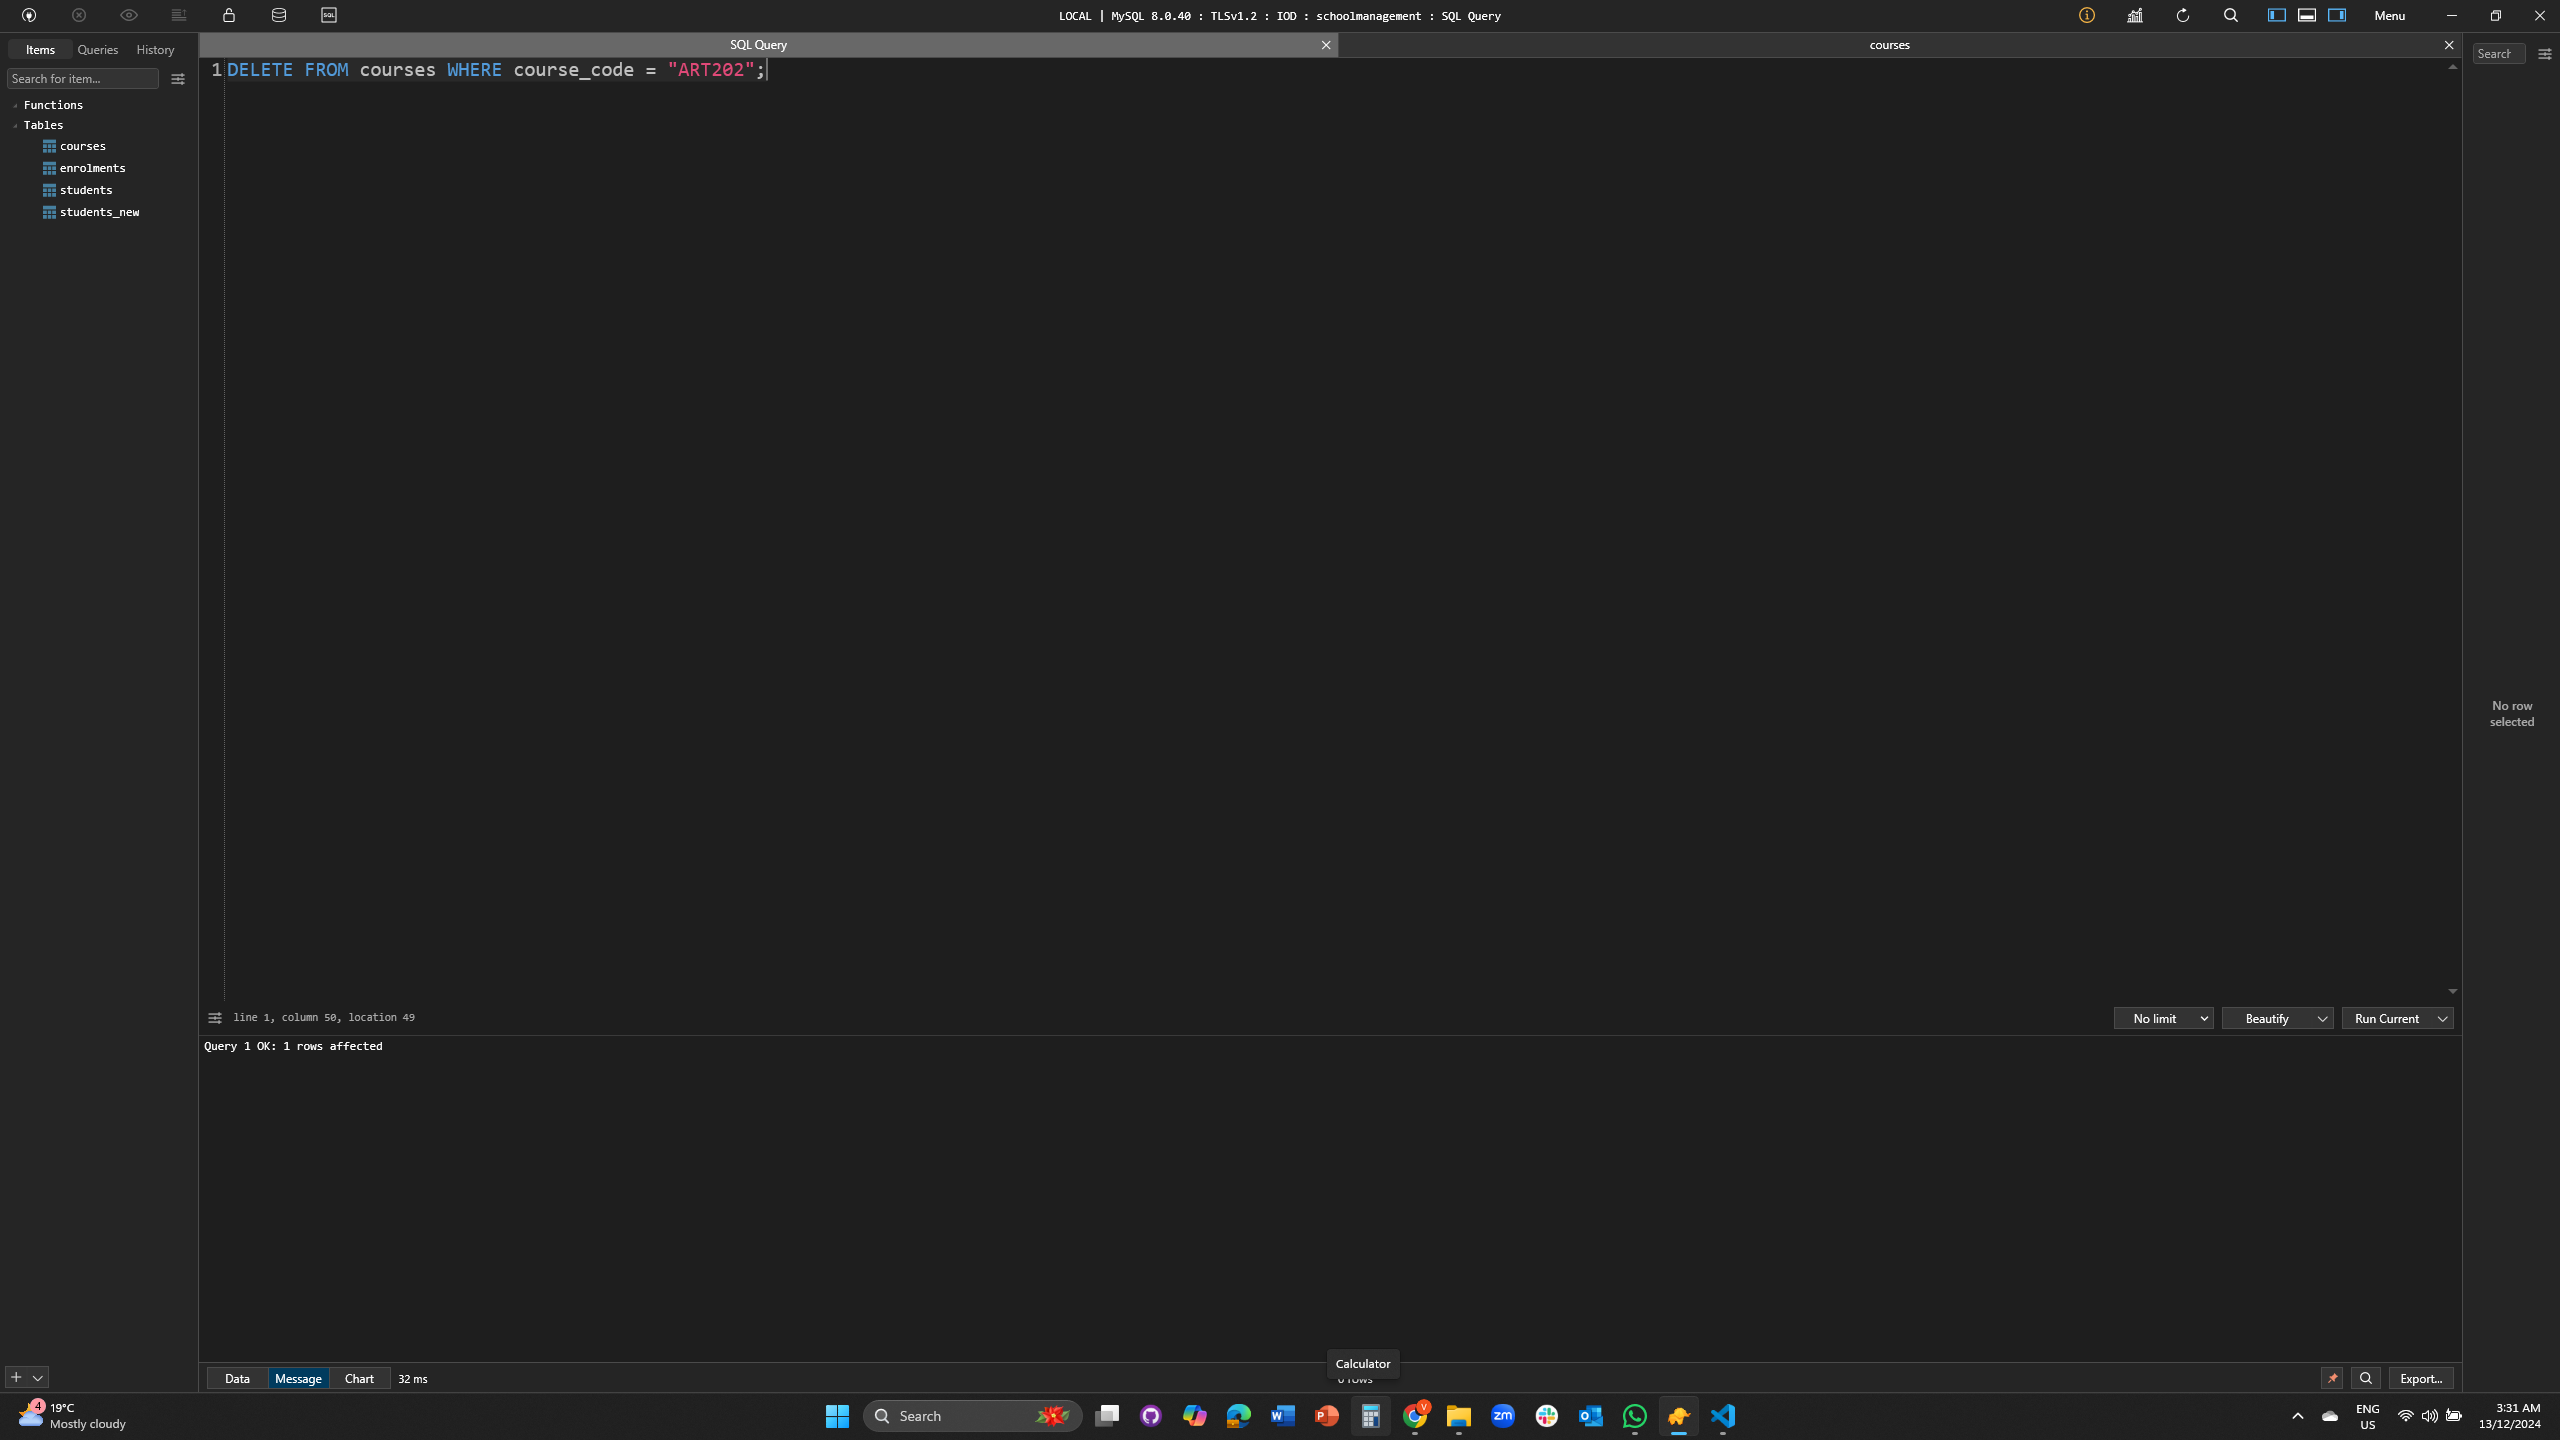 LOCAL | MySQL 8.0.40 : TLSv1.2 : IOD : schoolmanagement : SQL Query
Menu
Items Queries History
SQL Query
courses
Search
Search for item...
1 DELETE FROM courses WHERE course_code = "ART202";
Functions
Tables
courses
enrolments
students
students_new
No row
selected
line 1, column 50, location 49
No limit
Beautify
Run Current
Query 1 OK: 1 rows affected
Calculator
Data Message Chart 32 ms
0 rows
Export...
4
19°C
Mostly cloudy
Search
ENG
US
3:31 AM
13/12/2024